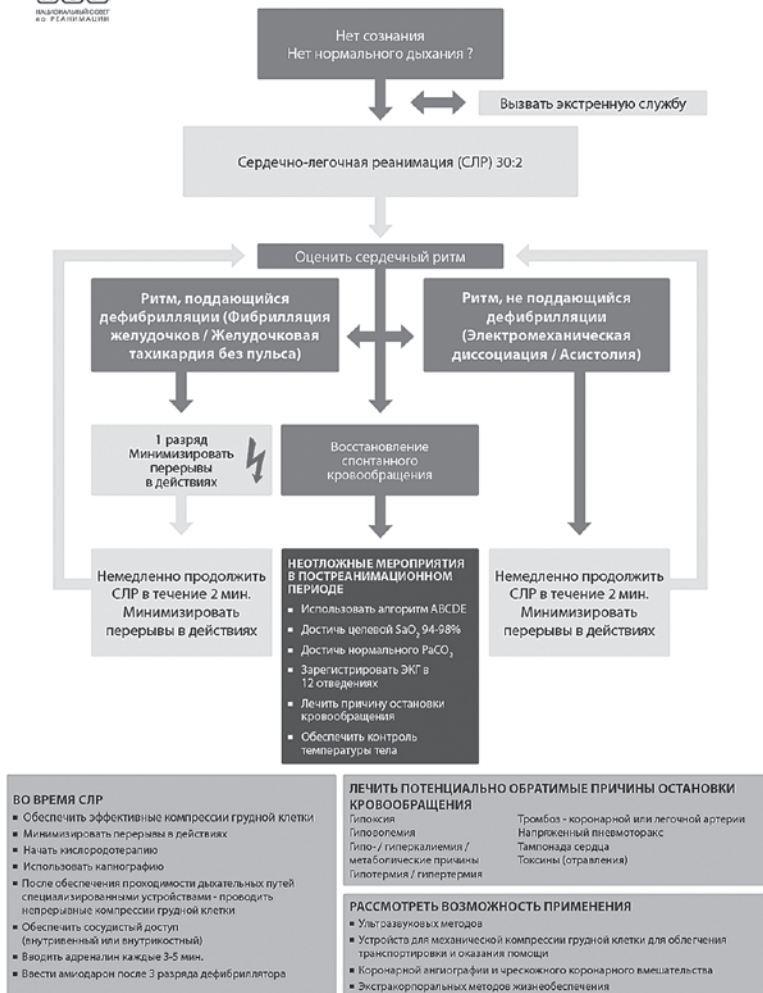 НАЦИОНАЛЬНЫЙ СОВЕТ
ПО РЕАНИМАЦИИ
Нет сознания
Нет нормального дыхания ?
Вызвать экстренную службу
Сердечно-легочная реанимация (СЛР) 30:2
Оценить сердечный ритм
Ритм, поддающийся
дефибрилляции (Фибрилляция
желудочков / Желудочковая
тахикардия без пульса)
Ритм, не поддающийся
дефибрилляции
(Электромеханическая
диссоциация / Асистолия)
1 разряд
Минимизировать
перерывы
в действиях
Восстановление
спонтанного
кровообращения
Немедленно продолжить
СЛР в течение 2 мин.
Минимизировать
перерывы в действиях
НЕОТЛОЖНЫЕ МЕРОПРИЯТИЯ
В ПОСТРЕАНИМАЦИОННОМ
ПЕРИОДЕ
▪ Использовать алгоритм ABCDE
▪ Достичь целевой SaO₂ 94-98%
▪ Достичь нормального PaCO₂
▪ Зарегистрировать ЭКГ в
12 отведениях
▪ Лечить причину остановки
кровообращения
▪ Обеспечить контроль
температуры тела
Немедленно продолжить
СЛР в течение 2 мин.
Минимизировать
перерывы в действиях
ВО ВРЕМЯ СЛР
▪ Обеспечить эффективные компрессии грудной клетки
▪ Минимизировать перерывы в действиях
▪ Начать кислородотерапию
▪ Использовать капнографию
▪ После обеспечения проходимости дыхательных путей
специализированными устройствами - проводить
непрерывные компрессии грудной клетки
▪ Обеспечить сосудистый доступ
(внутривенный или внутрикостный)
▪ Вводить адреналин каждые 3-5 мин.
▪ Ввести амиодарон после 3 разряда дефибриллятора
ЛЕЧИТЬ ПОТЕНЦИАЛЬНО ОБРАТИМЫЕ ПРИЧИНЫ ОСТАНОВКИ
КРОВООБРАЩЕНИЯ
Гипоксия
Гиповолемия
Гипо-/ гиперкалиемия /
метаболические причины
Гипотермия / гипертермия
Тромбоз - коронарной или легочной артерии
Напряженный пневмоторакс
Тампонада сердца
Токсины (отравления)
РАССМОТРЕТЬ ВОЗМОЖНОСТЬ ПРИМЕНЕНИЯ
▪ Ультразвуковых методов
▪ Устройств для механической компрессии грудной клетки для облегчения
транспортировки и оказания помощи
▪ Коронарной ангиографии и чрескожного коронарного вмешательства
▪ Экстракорпоральных методов жизнеобеспечения